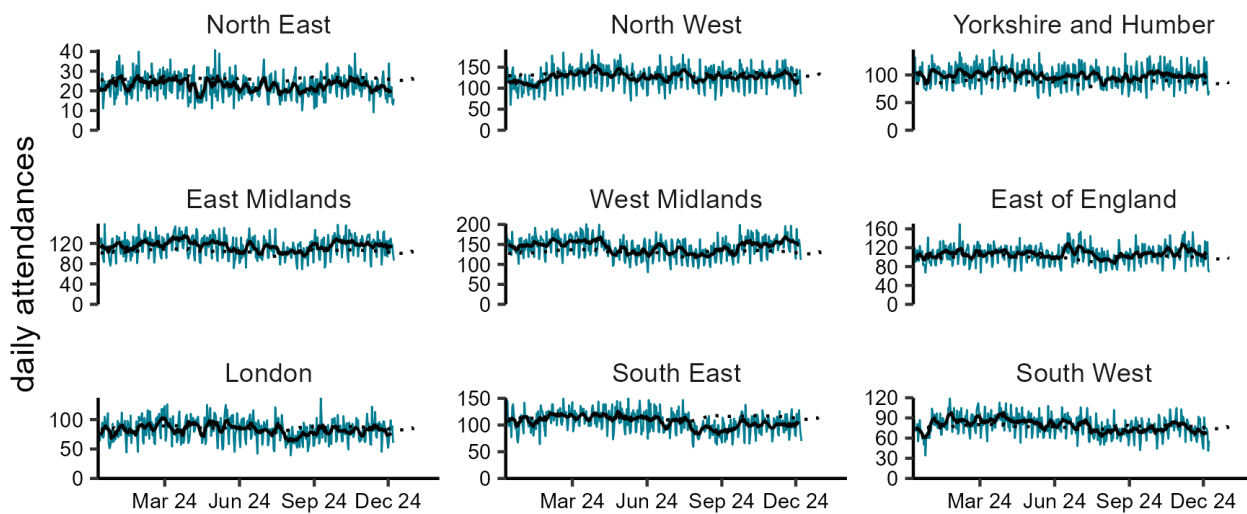 daily attendances
North East
40
30
20
10
0
North West
150
100
50
0
Yorkshire and Humber
100
50
0
East Midlands
120
80
40
0
West Midlands
200
150
100
50
0
East of England
160
120
80
40
0
London
100
50
0
Mar 24 Jun 24 Sep 24 Dec 24
South East
150
100
50
0
Mar 24 Jun 24 Sep 24 Dec 24
South West
120
90
60
30
0
Mar 24 Jun 24 Sep 24 Dec 24